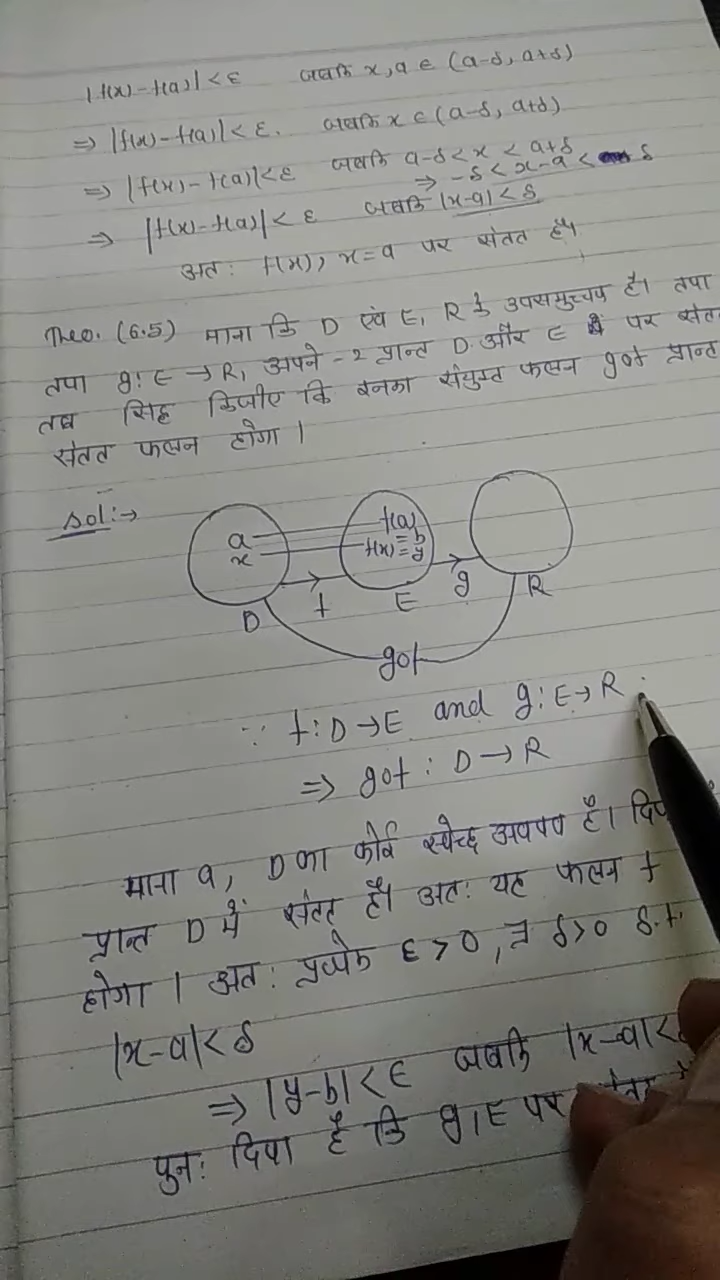 |f(x)-f(a)|<ε जबकि x,a ∈ (a-δ, a+δ)
⇒ |f(x)-f(a)|<ε. जबकि x ∈ (a-δ, a+δ)
⇒ |f(x)-f(a)|<ε जबकि a-δ < x < a+δ
⇒ -δ < x-a < δ
⇒ |f(x)-f(a)|<ε जबकि |x-a|<δ
अतः f(x), x=a पर संतत है।
Theo. (6.5) माना कि D एवं E, R के उपसमुच्चय है। तथा
तथा g: E→R, अपने-2 प्रान्त D और E पर संतत
तब सिद्ध किजीए कि इनका संयुक्त फलन gof प्रान्त
संतत फलन होगा।
Sol:→
a f(a)
= b
x f(x) = y
D f E g R
gof
∵ f: D→E and g: E→R
⇒ gof : D→R
माना a, D का कोई स्वेच्छ अवयव है। दिया
प्रान्त D में संतत है। अतः यह फलन f
होगा। अतः प्रत्येक ε>0, ∃ δ>0 s.t.
|x-a|<δ
⇒ |y-b|<ε जबकि |x-a|<δ
पुनः दिया है कि g, E पर संतत